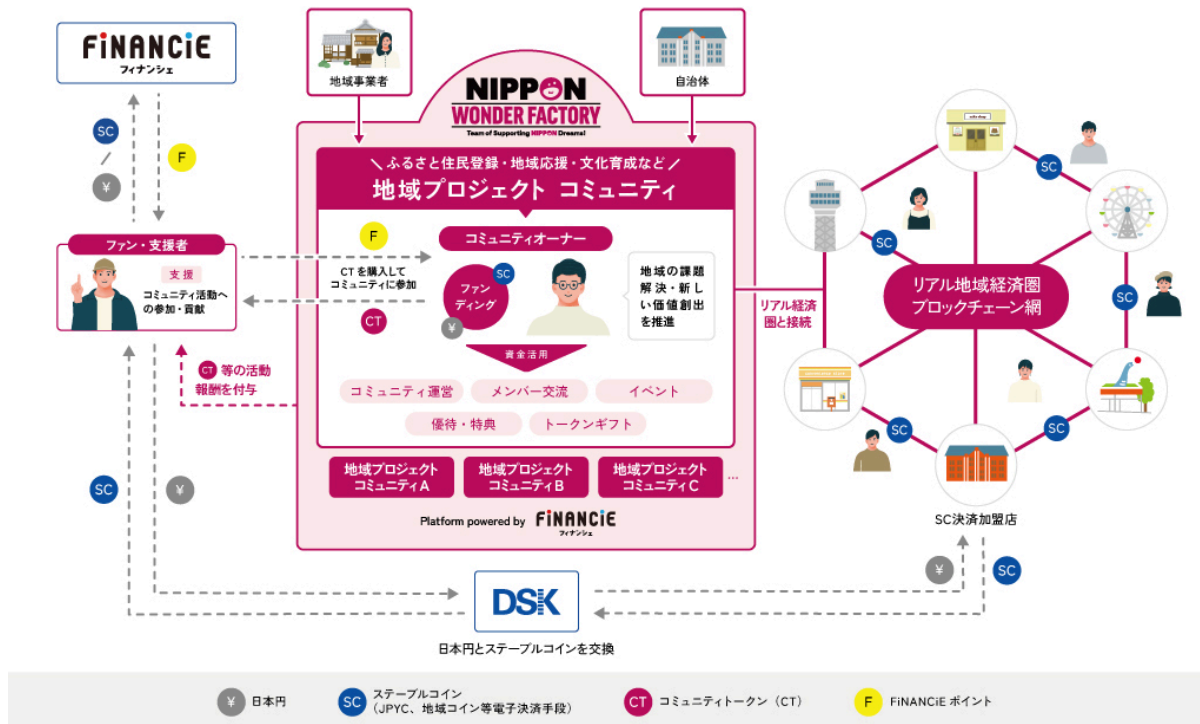 FiNANCiE
フィナンシェ
地域事業者
自治体
NIPPON
WONDER FACTORY
Team of Supporting NIPPON Dreams!
cafe shop
SC
/
¥
F
\ ふるさと住民登録・地域応援・文化育成など /
地域プロジェクト コミュニティ
SC
ファン・支援者
支援
コミュニティ活動へ
の参加・貢献
F
CTを購入して
コミュニティに参加
CT
コミュニティオーナー
ファン
ディング
SC
¥
地域の課題
解決・新し
い価値創出
を推進
資金活用
リアル経済
圏と接続
SC
リアル地域経済圏
ブロックチェーン網
SC
CT 等の活動
報酬を付与
コミュニティ運営
メンバー交流
イベント
優待・特典
トークンギフト
SC
SC
地域プロジェクト
コミュニティA
地域プロジェクト
コミュニティB
地域プロジェクト
コミュニティC
...
SC
¥
Platform powered by FiNANCiE
フィナンシェ
SC決済加盟店
¥
SC
DSK
日本円とステーブルコインを交換
¥ 日本円
SC ステーブルコイン
（JPYC、地域コイン等電子決済手段）
CT コミュニティトークン（CT）
F FiNANCiE ポイント